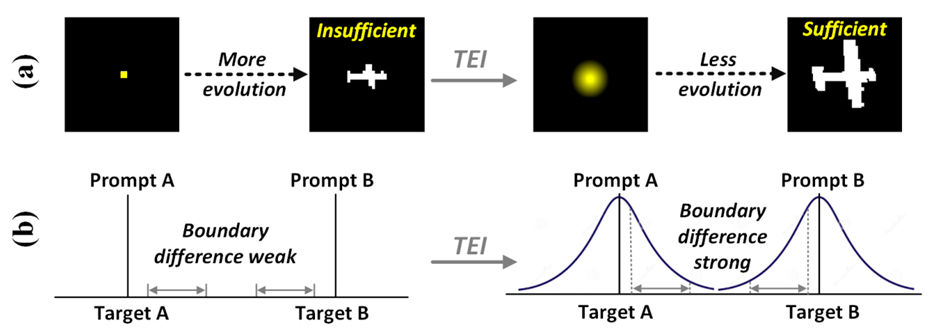 (a)
More
evolution
Insufficient
TEI
Less
evolution
Sufficient
(b)
Prompt A
Prompt B
Boundary
difference weak
Target A
Target B
TEI
Prompt A
Prompt B
Boundary
difference
strong
Target A
Target B